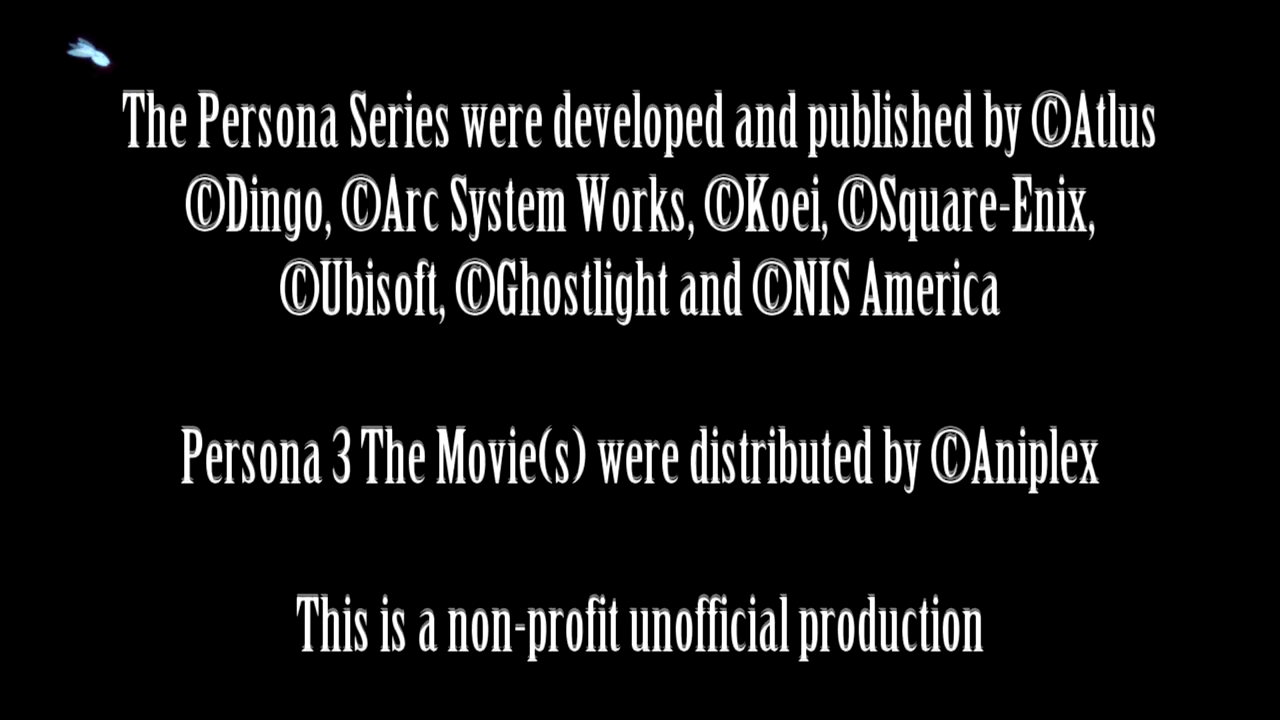 The Persona Series were developed and published by ©Atlus
©Dingo, ©Arc System Works, ©Koei, ©Square-Enix,
©Ubisoft, ©Ghostlight and ©NIS America
Persona 3 The Movie(s) were distributed by ©Aniplex
This is a non-profit unofficial production